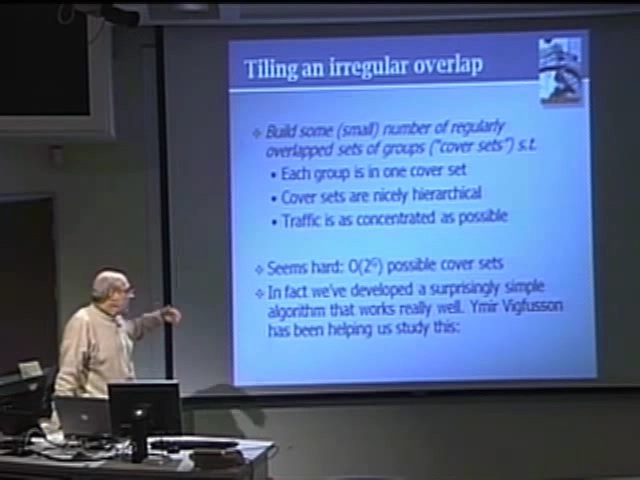 Tiling an irregular overlap
❖ Build some (small) number of regularly
overlapped sets of groups ("cover sets") s.t.
• Each group is in one cover set
• Cover sets are nicely hierarchical
• Traffic is as concentrated as possible
❖ Seems hard: O(2ᴳ) possible cover sets
❖ In fact we've developed a surprisingly simple
algorithm that works really well. Ymir Vigfusson
has been helping us study this: